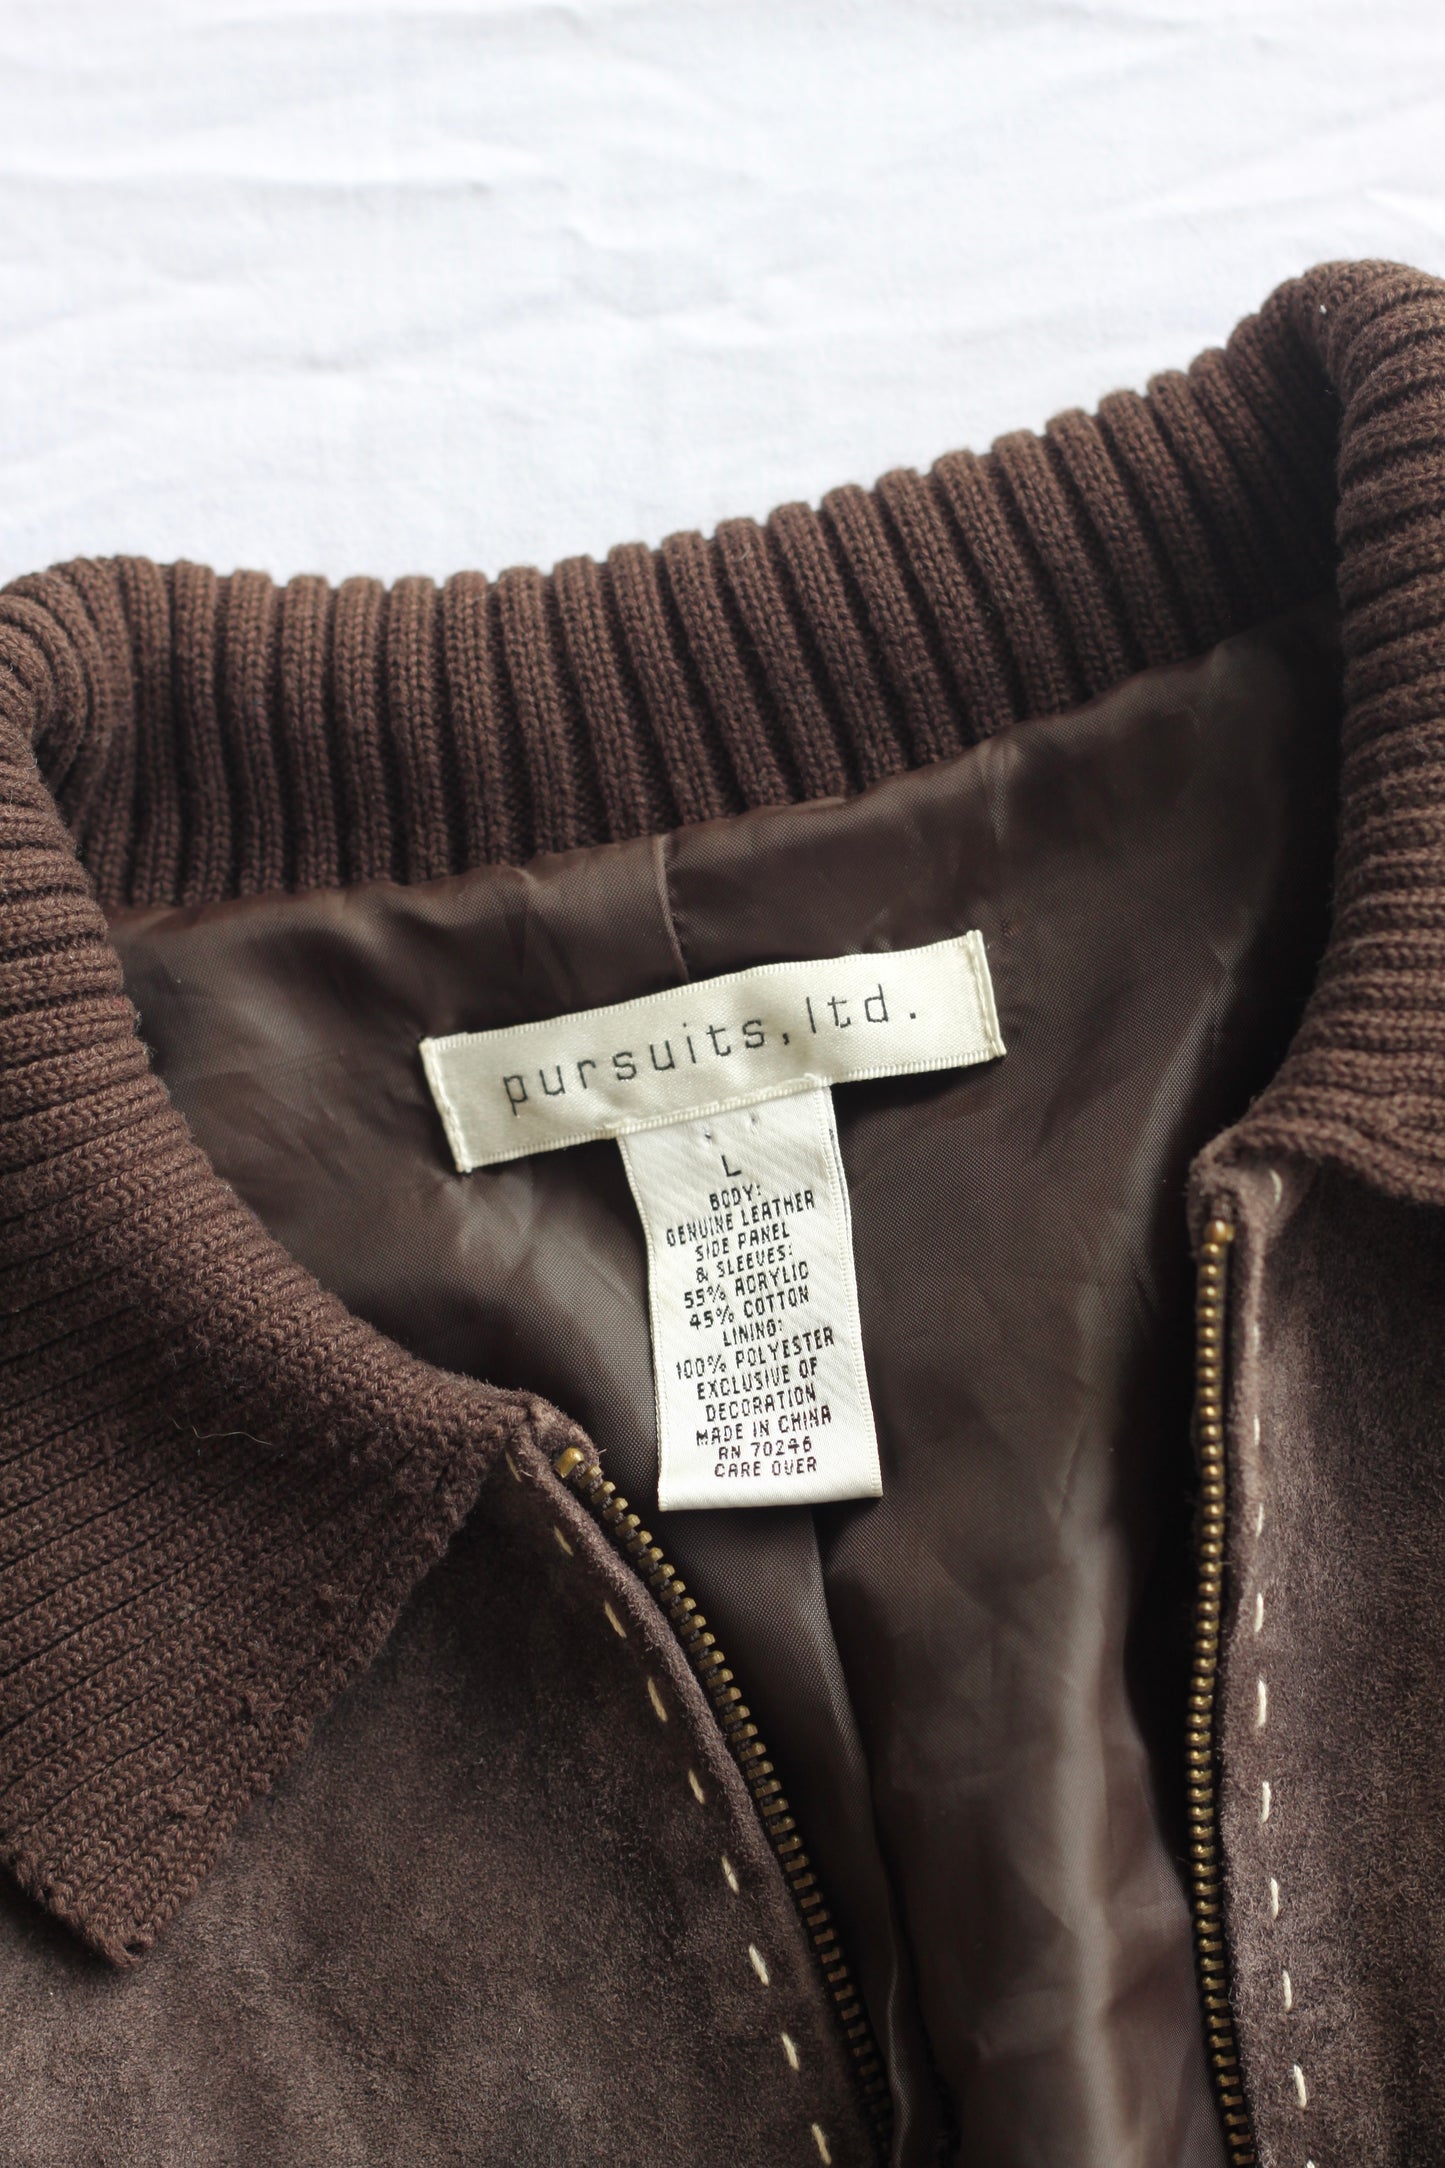 pursuits, ltd.
L
BODY:
GENUINE LEATHER
SIDE PANEL
& SLEEVES:
55% ACRYLIC
45% COTTON
LINING:
100% POLYESTER
EXCLUSIVE OF
DECORATION
MADE IN CHINA
RN 70246
CARE OVER